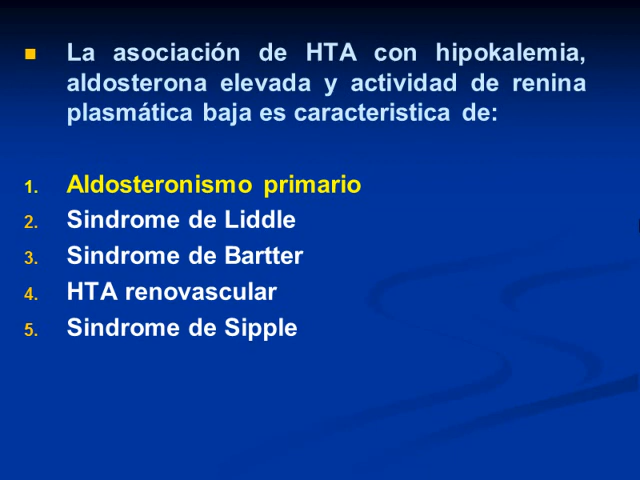 La asociación de HTA con hipokalemia,
aldosterona elevada y actividad de renina
plasmática baja es caracteristica de:
1. Aldosteronismo primario
2. Sindrome de Liddle
3. Sindrome de Bartter
4. HTA renovascular
5. Sindrome de Sipple